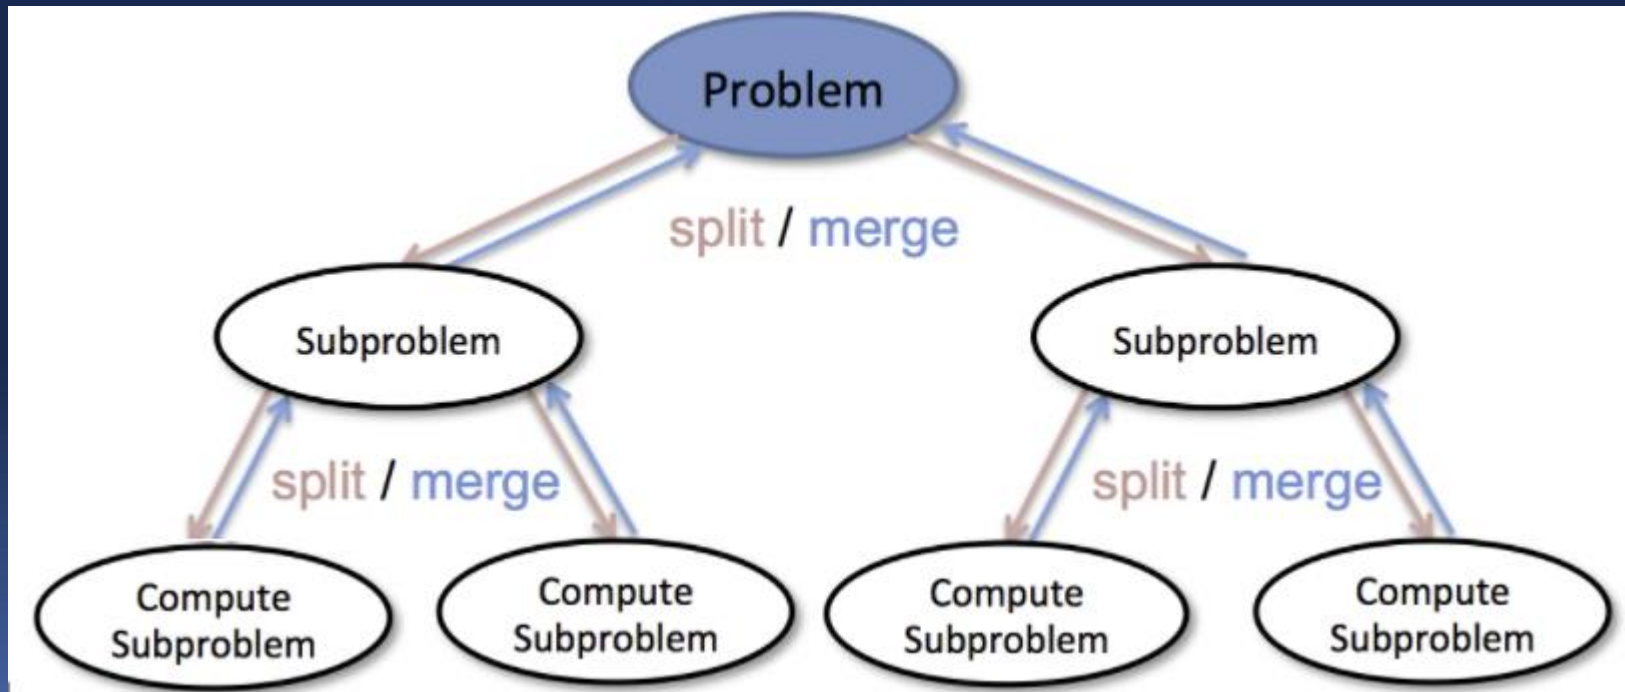 Problem
split / merge
Subproblem
Subproblem
split / merge
split / merge
Compute
Subproblem
Compute
Subproblem
Compute
Subproblem
Compute
Subproblem